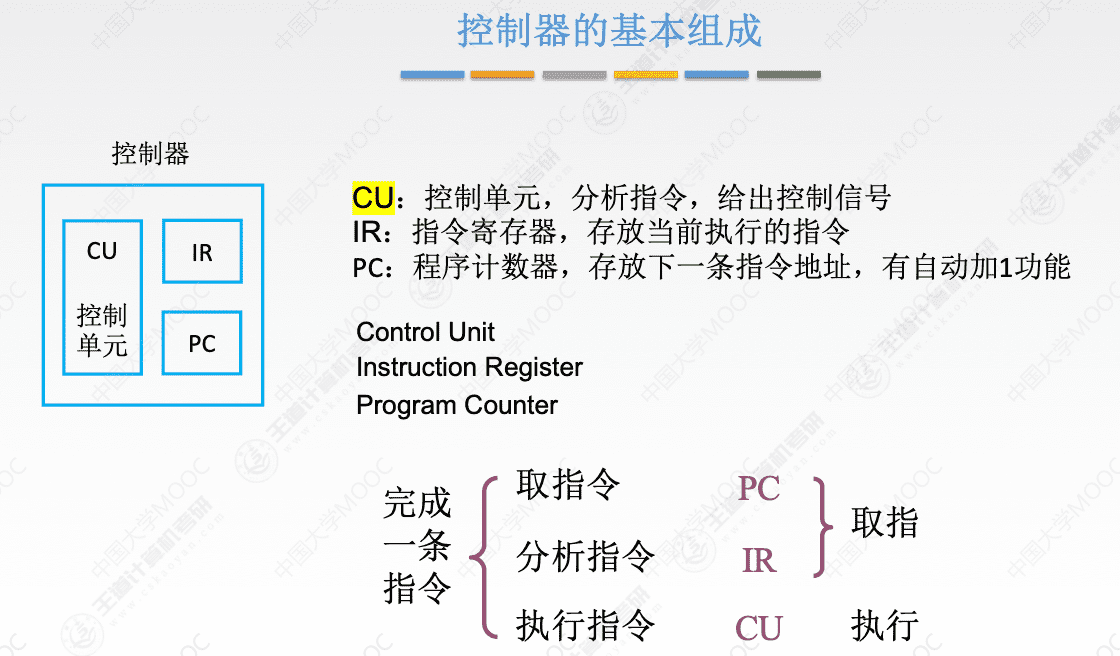 控制器的基本组成
控制器
CU
控制
单元
IR
PC
CU：控制单元，分析指令，给出控制信号
IR：指令寄存器，存放当前执行的指令
PC：程序计数器，存放下一条指令地址，有自动加1功能
Control Unit
Instruction Register
Program Counter
完成
一条
指令
取指令 PC
分析指令 IR
取指
执行指令 CU 执行
中国大学MOOC
王道计算机考研